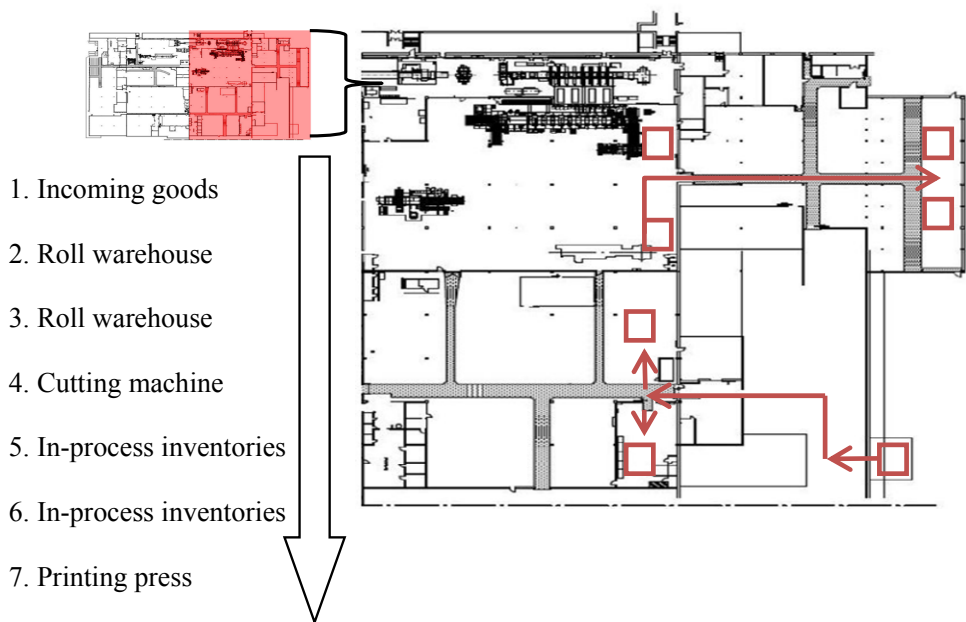 1. Incoming goods
2. Roll warehouse
3. Roll warehouse
4. Cutting machine
5. In-process inventories
6. In-process inventories
7. Printing press